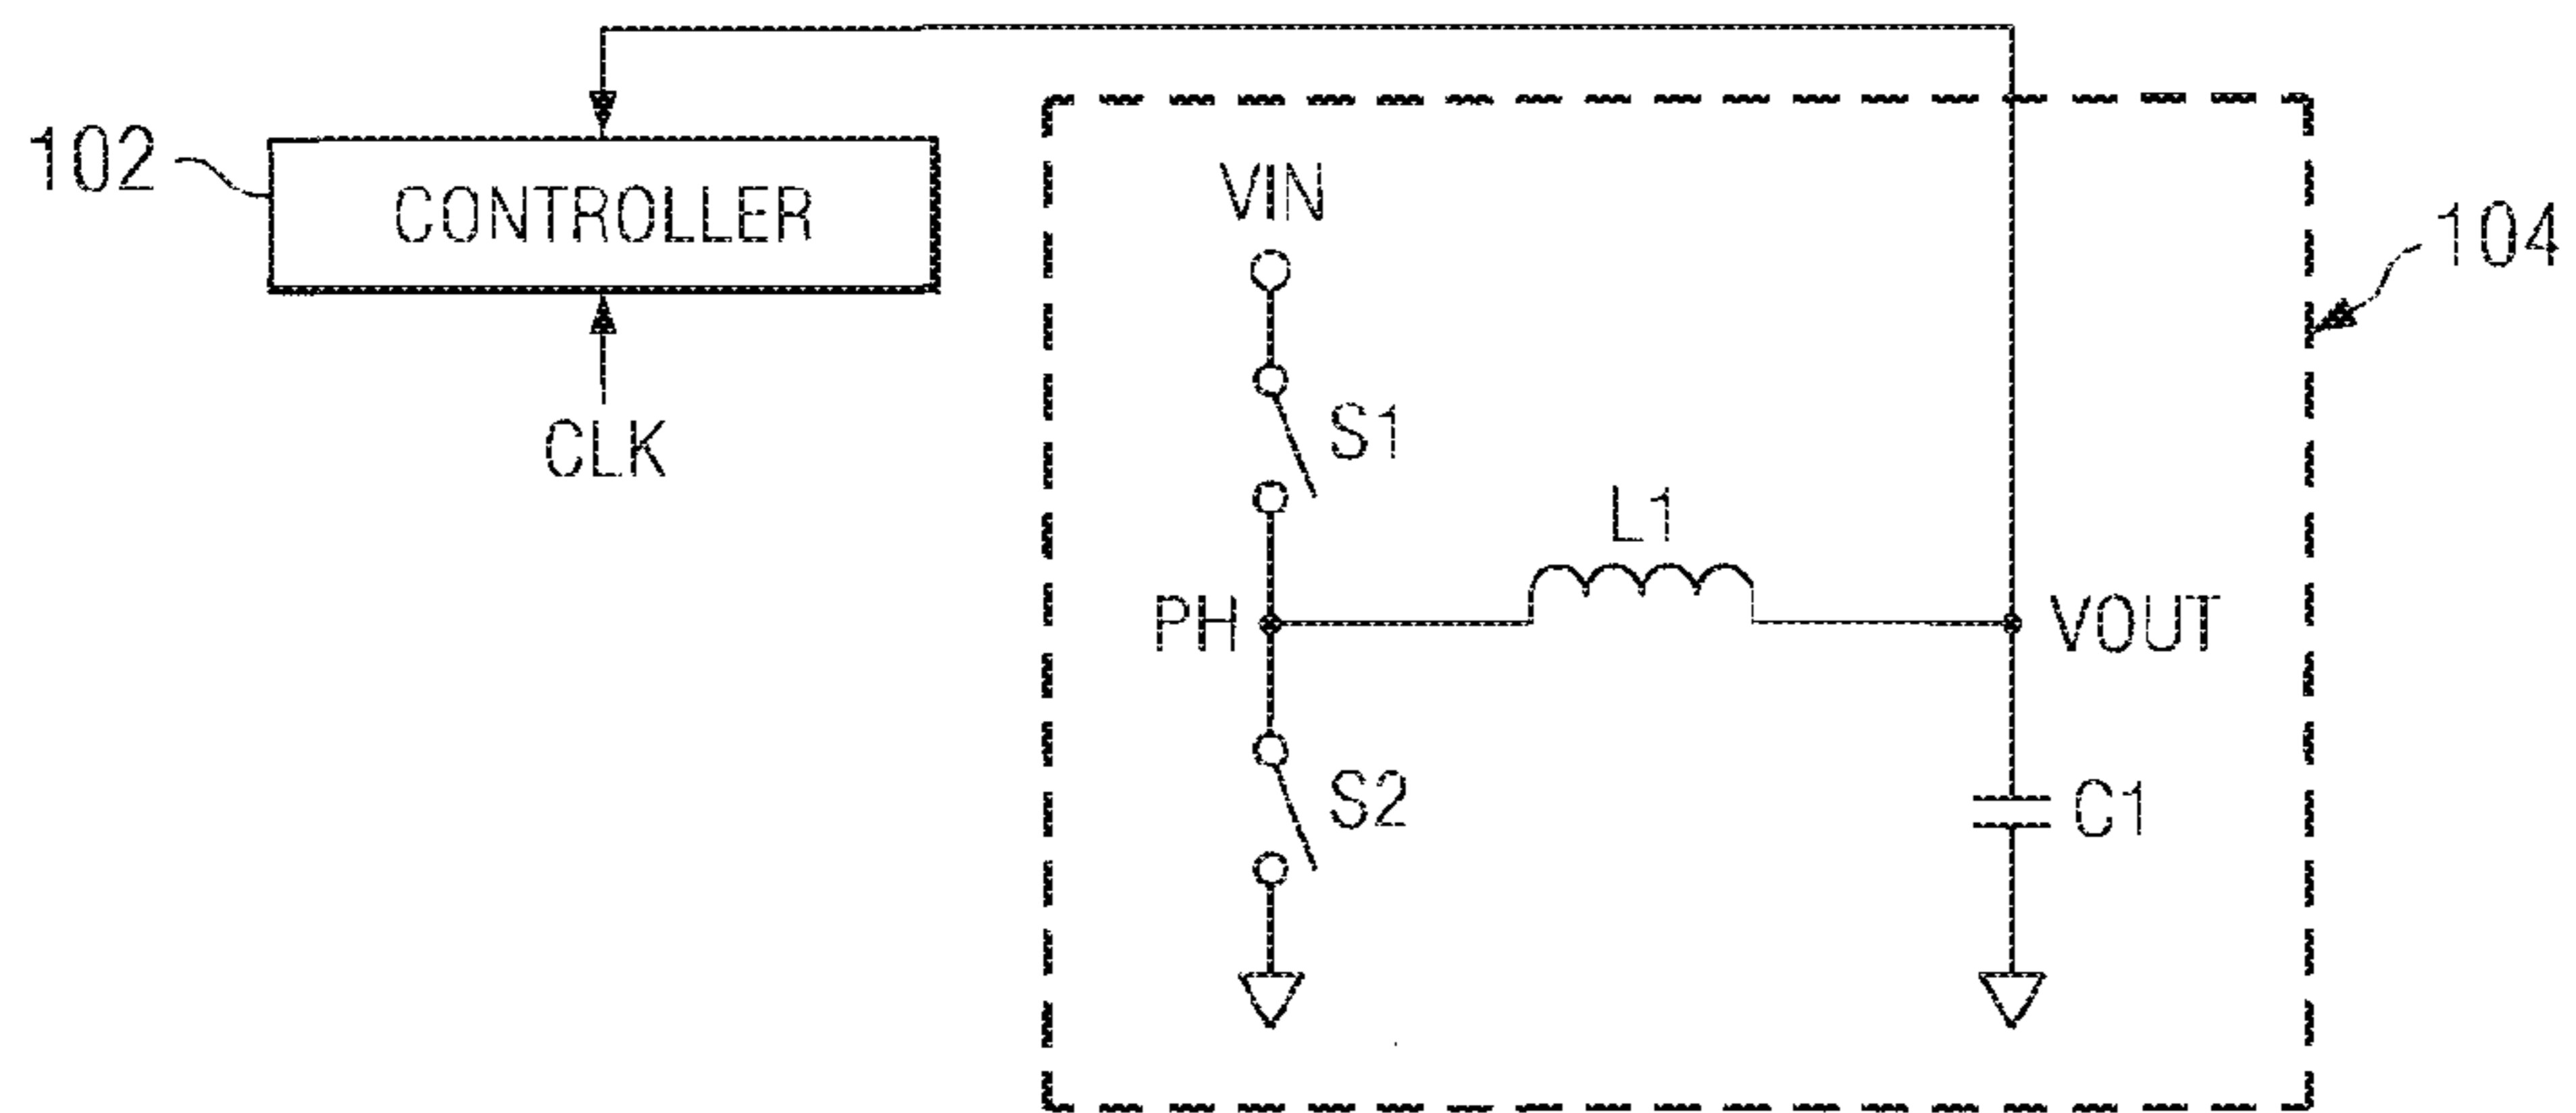 102
CONTROLLER
CLK
VIN
104
S1
L1
PH
VOUT
S2
C1